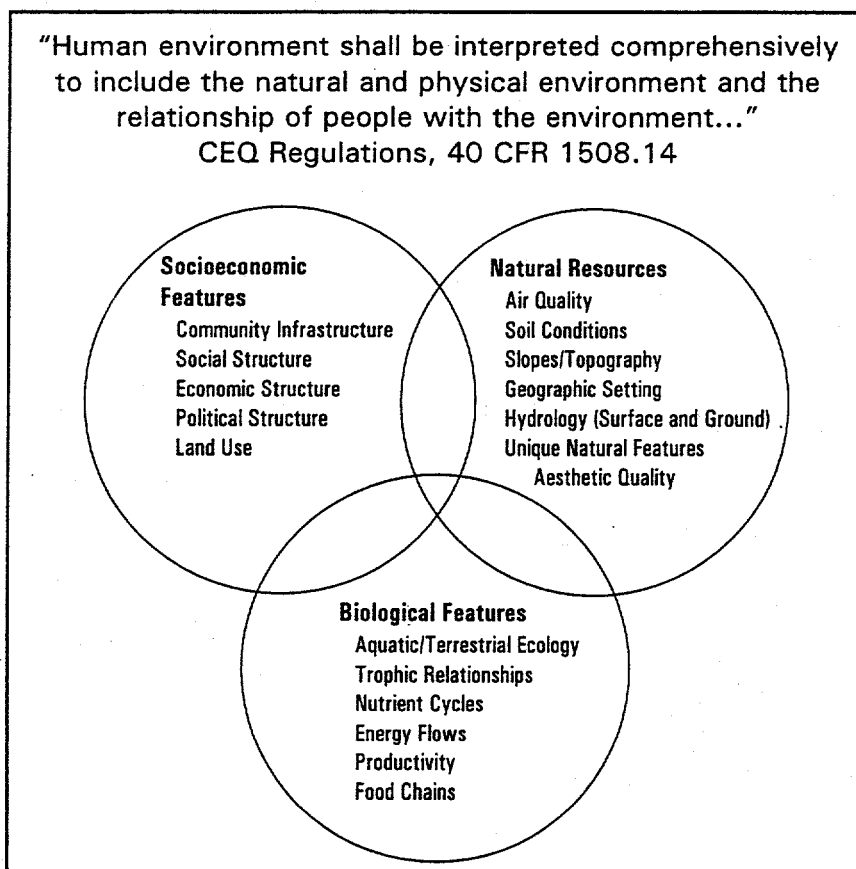 “Human environment shall be interpreted comprehensively
to include the natural and physical environment and the
relationship of people with the environment...”
CEQ Regulations, 40 CFR 1508.14
Socioeconomic
Features
Community Infrastructure
Social Structure
Economic Structure
Political Structure
Land Use
Natural Resources
Air Quality
Soil Conditions
Slopes/Topography
Geographic Setting
Hydrology (Surface and Ground)
Unique Natural Features
Aesthetic Quality
Biological Features
Aquatic/Terrestrial Ecology
Trophic Relationships
Nutrient Cycles
Energy Flows
Productivity
Food Chains